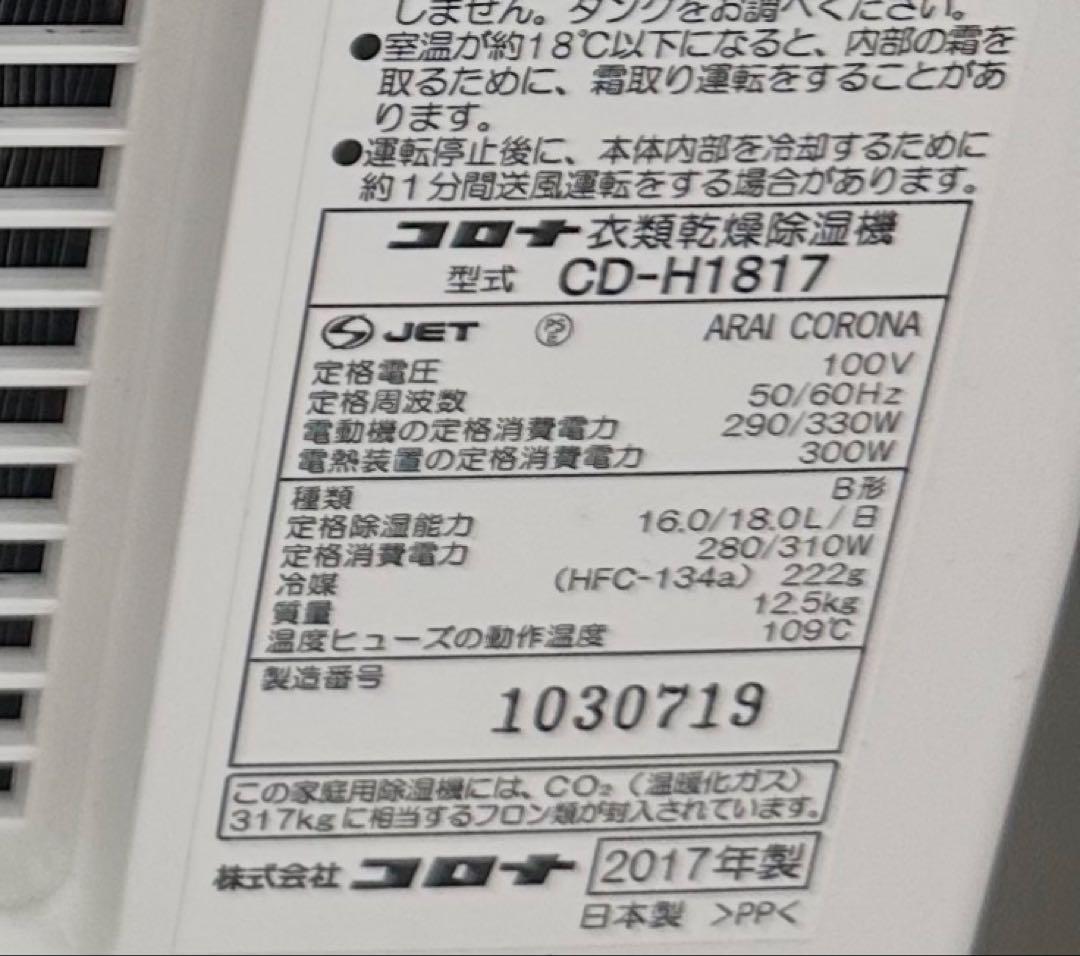 しません。タンクをお調べください。
●室温が約18℃以下になると、内部の霜を
取るために、霜取り運転をすることがあ
ります。
●運転停止後に、本体内部を冷却するために
約1分間送風運転をする場合があります。
コロナ衣類乾燥除湿機
型式 CD-H1817
JET PSE ARAI CORONA
定格電圧 100V
定格周波数 50/60Hz
電動機の定格消費電力 290/330W
電熱装置の定格消費電力 300W
種類 B形
定格除湿能力 16.0/18.0L/日
定格消費電力 280/310W
冷媒 (HFC-134a) 222g
質量 12.5kg
温度ヒューズの動作温度 109℃
製造番号
1030719
この家庭用除湿機には、CO₂(温暖化ガス)
317kgに相当するフロン類が封入されています。
株式会社コロナ 2017年製
日本製 >PP<